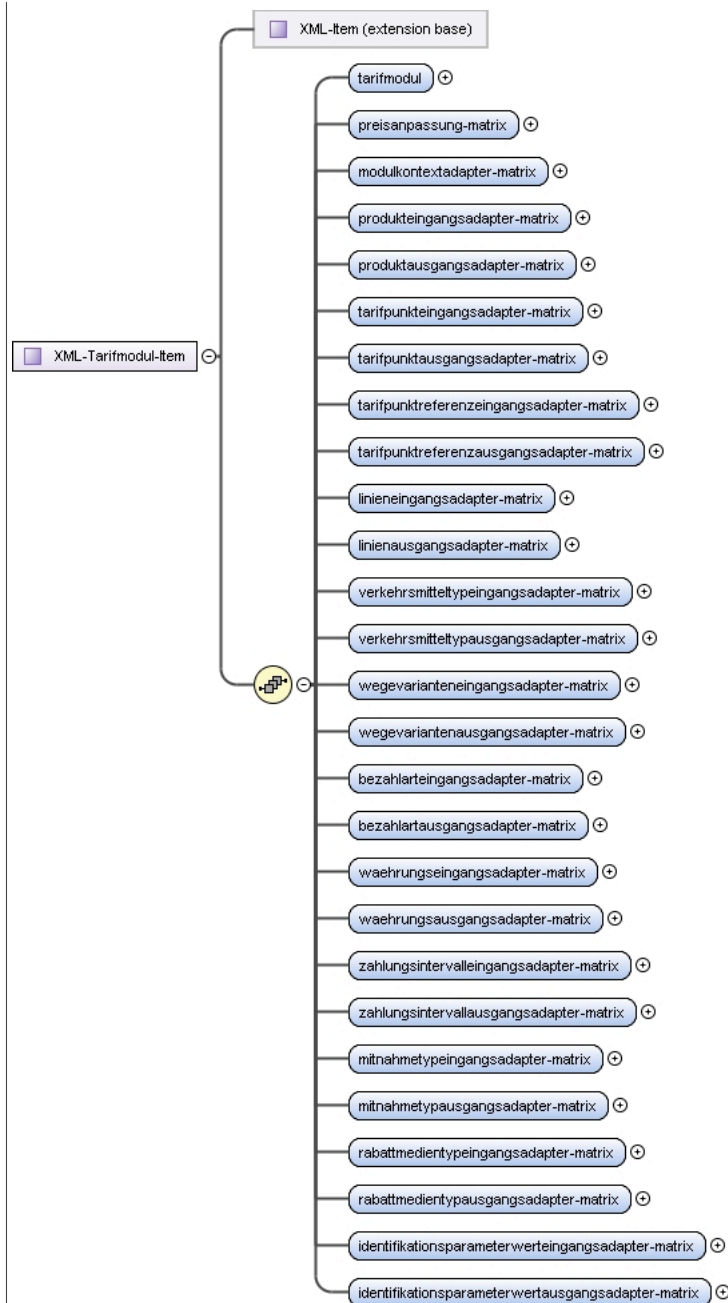 XML-Item (extension base)
tarifmodul
preisanpassung-matrix
modulkontextadapter-matrix
produkteingangsadapter-matrix
produktausgangsadapter-matrix
tarifpunkteingangsadapter-matrix
XML-Tarifmodul-Item
tarifpunktausgangsadapter-matrix
tarifpunktreferenzeingangsadapter-matrix
tarifpunktreferenzausgangsadapter-matrix
linieneingangsadapter-matrix
linienausgangsadapter-matrix
verkehrsmitteltypeingangsadapter-matrix
verkehrsmitteltypausgangsadapter-matrix
wegevarianteneingangsadapter-matrix
wegevariantenausgangsadapter-matrix
bezahlarteingangsadapter-matrix
bezahlartausgangsadapter-matrix
waehrungseingangsadapter-matrix
waehrungsausgangsadapter-matrix
zahlungsintervalleingangsadapter-matrix
zahlungsintervallausgangsadapter-matrix
mitnahmetypeingangsadapter-matrix
mitnahmetypausgangsadapter-matrix
rabattmedientypeingangsadapter-matrix
rabattmedientypausgangsadapter-matrix
identifikationsparameterwerteingangsadapter-matrix
identifikationsparameterwertausgangsadapter-matrix